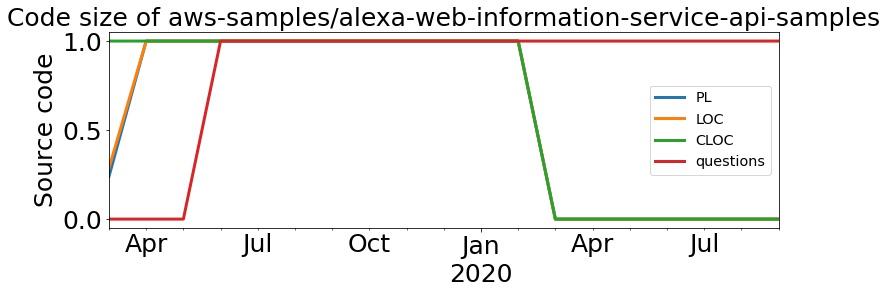 Code size of aws-samples/alexa-web-information-service-api-samples
Source code
1.0
0.5
0.0
PL
LOC
CLOC
questions
Apr
Jul
Oct
Jan
2020
Apr
Jul